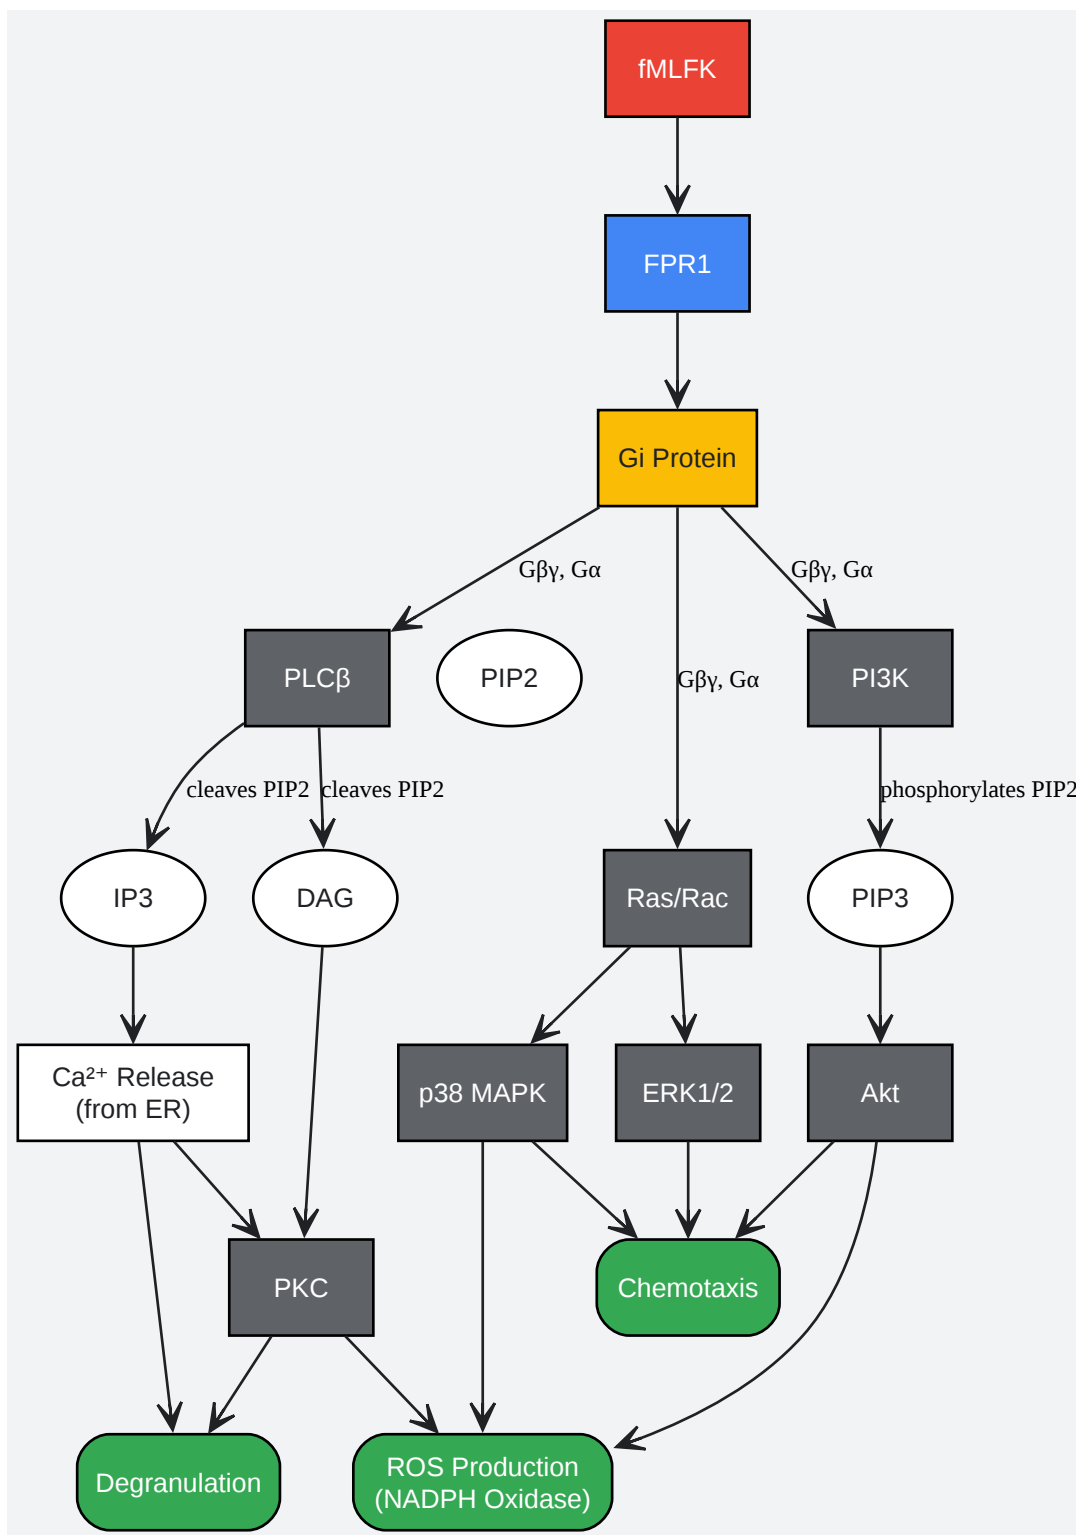 fMLFK
FPR1
Gi Protein
Gβγ, Gα
Gβγ, Gα
PLCβ
PIP2
Gβγ, Gα
PI3K
cleaves PIP2
cleaves PIP2
phosphorylates PIP2
IP3
DAG
Ras/Rac
PIP3
Ca²⁺ Release
(from ER)
p38 MAPK
ERK1/2
Akt
PKC
Chemotaxis
Degranulation
ROS Production
(NADPH Oxidase)